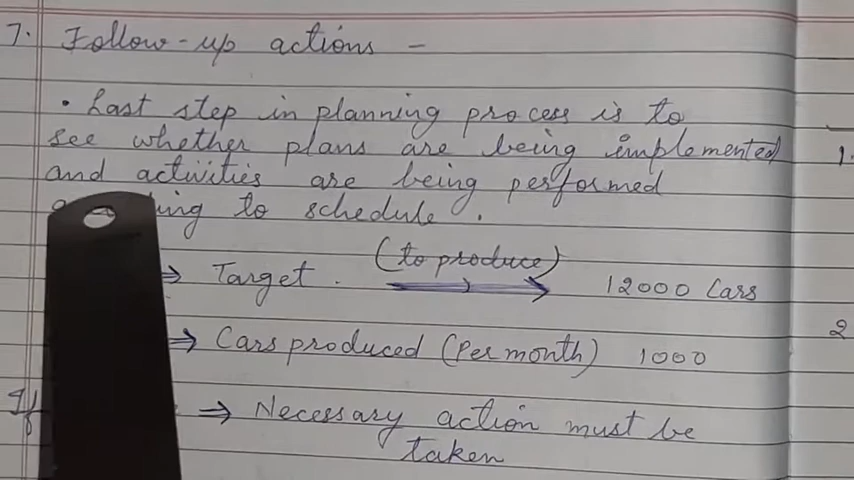 7. Follow-up actions -
• Last step in planning process is to
see whether plans are being implemented
and activities are being performed
to schedule.
(to produce)
⇒ Target. → 12000 Cars
⇒ Cars produced (Per month) 1000
If ⇒ Necessary action must be
taken
1.
2